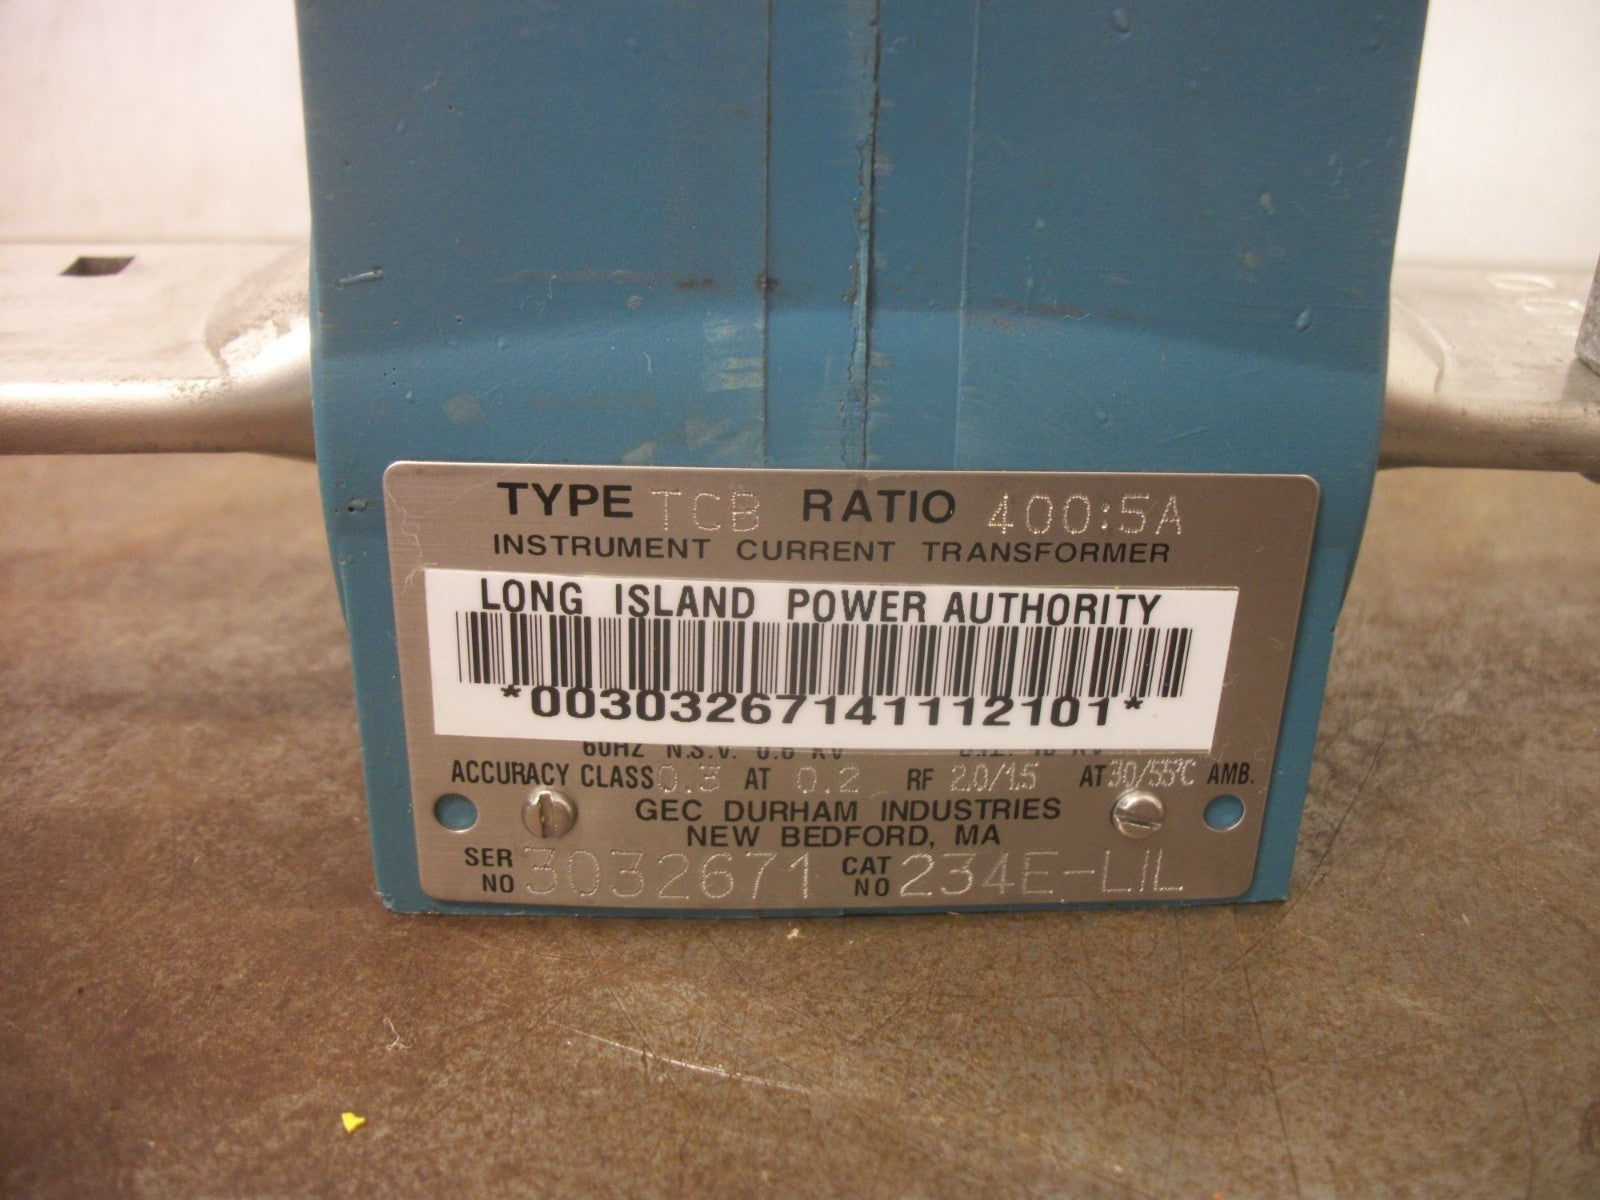 TYPE TCB RATIO 400:5A
INSTRUMENT CURRENT TRANSFORMER
LONG ISLAND POWER AUTHORITY
*00303267141112101*
60HZ N.S.V. 0.6 KV
ACCURACY CLASS 0.3 AT 0.2 RF 2.0/1.5 AT 30/55°C AMB.
GEC DURHAM INDUSTRIES
NEW BEDFORD, MA
SER NO 3032671 CAT NO 234E-LIL